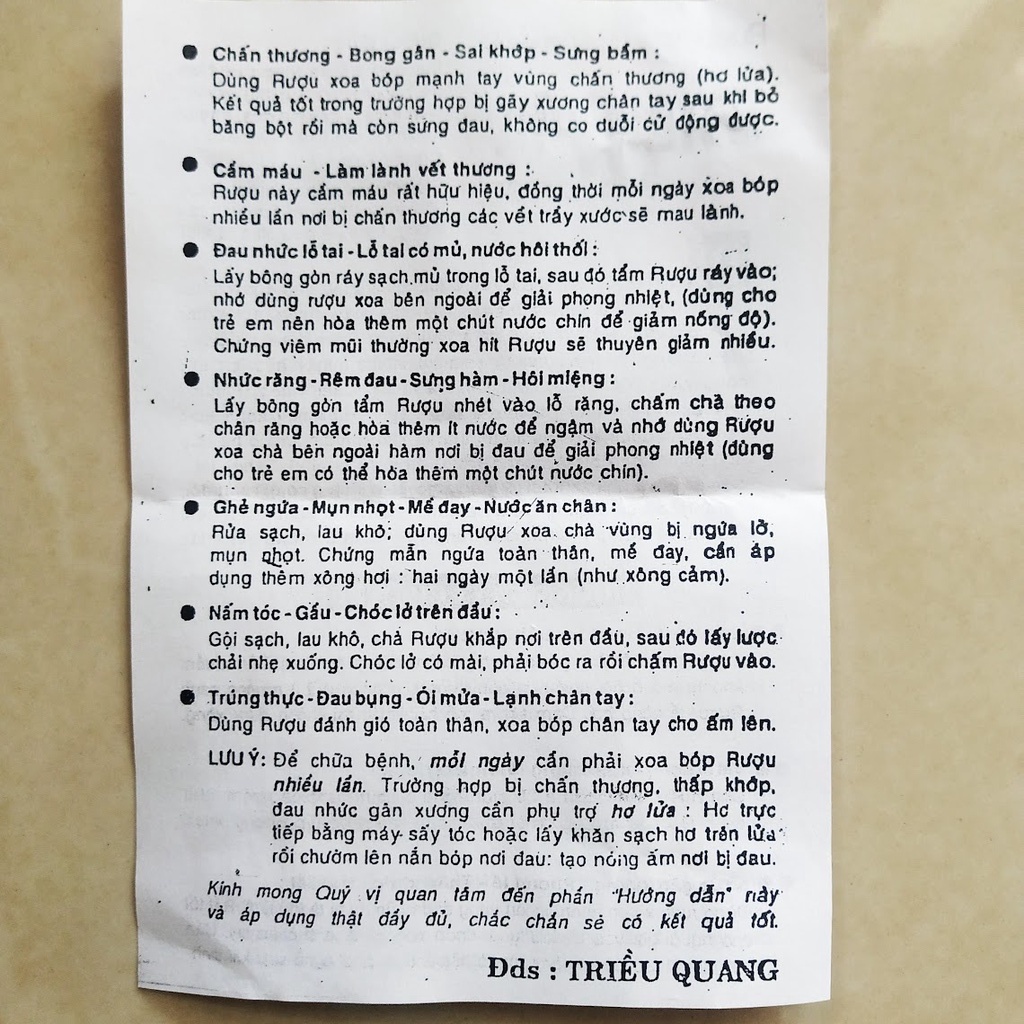 ● Chấn thương - Bong gân - Sai khớp - Sưng bầm :
Dùng Rượu xoa bóp mạnh tay vùng chấn thương (hơ lửa).
Kết quả tốt trong trường hợp bị gãy xương chân tay sau khi bỏ
băng bột rồi mà còn sưng đau, không co duỗi cử động được.
● Cầm máu - Làm lành vết thương :
Rượu này cầm máu rất hữu hiệu, đồng thời mỗi ngày xoa bóp
nhiều lần nơi bị chấn thương các vết trầy xước sẽ mau lành.
● Đau nhức lỗ tai - Lỗ tai có mủ, nước hôi thối :
Lấy bông gòn ráy sạch mủ trong lỗ tai, sau đó tẩm Rượu ráy vào;
nhớ dùng rượu xoa bên ngoài để giải phong nhiệt, (dùng cho
trẻ em nên hòa thêm một chút nước chín để giảm nồng độ).
Chứng viêm mũi thường xoa hít Rượu sẽ thuyên giảm nhiều.
● Nhức răng - Rêm đau - Sưng hàm - Hôi miệng :
Lấy bông gòn tẩm Rượu nhét vào lỗ răng, chấm chà theo
chân răng hoặc hòa thêm ít nước để ngậm và nhớ dùng Rượu
xoa chà bên ngoài hàm nơi bị đau để giải phong nhiệt (dùng
cho trẻ em có thể hòa thêm một chút nước chín).
● Ghẻ ngứa - Mụn nhọt - Mề đay - Nước ăn chân :
Rửa sạch, lau khô; dùng Rượu xoa chà vùng bị ngứa lở,
mụn nhọt. Chứng mẩn ngứa toàn thân, mề đay, cần áp
dụng thêm xông hơi : hai ngày một lần (như xông cảm).
● Nấm tóc - Gầu - Chóc lở trên đầu :
Gội sạch, lau khô, chà Rượu khắp nơi trên đầu, sau đó lấy lược
chải nhẹ xuống. Chóc lở có mài, phải bóc ra rồi chấm Rượu vào.
● Trúng thực - Đau bụng - Ói mửa - Lạnh chân tay :
Dùng Rượu đánh gió toàn thân, xoa bóp chân tay cho ấm lên.
LƯU Ý: Để chữa bệnh, mỗi ngày cần phải xoa bóp Rượu
nhiều lần. Trường hợp bị chấn thương, thấp khớp,
đau nhức gân xương cần phụ trợ hơ lửa : Hơ trực
tiếp bằng máy sấy tóc hoặc lấy khăn sạch hơ trên lửa
rồi chườm lên nắn bóp nơi đau: tạo nóng ấm nơi bị đau.
Kính mong Quý vị quan tâm đến phần "Hướng dẫn" này
và áp dụng thật đầy đủ, chắc chắn sẽ có kết quả tốt.
Đds : TRIỀU QUANG